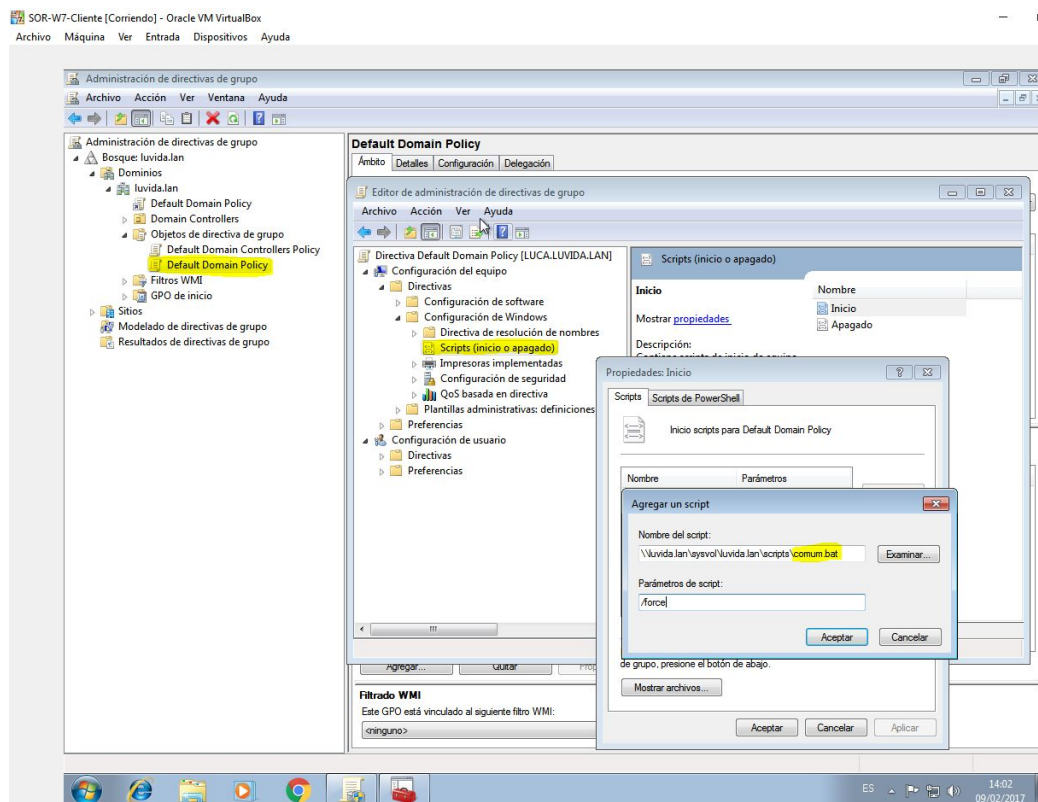 SOR-W7-Cliente [Corriendo] - Oracle VM VirtualBox
Archivo Máquina Ver Entrada Dispositivos Ayuda
Administración de directivas de grupo
Archivo Acción Ver Ventana Ayuda
Administración de directivas de grupo
Bosque: luvida.lan
Dominios
luvida.lan
Default Domain Policy
Domain Controllers
Objetos de directiva de grupo
Default Domain Controllers Policy
Default Domain Policy
Filtros WMI
GPO de inicio
Sitios
Modelado de directivas de grupo
Resultados de directivas de grupo
Default Domain Policy
Ámbito Detalles Configuración Delegación
Editor de administración de directivas de grupo
Archivo Acción Ver Ayuda
Directiva Default Domain Policy [LUCA.LUVIDA.LAN]
Configuración del equipo
Directivas
Configuración de software
Configuración de Windows
Directiva de resolución de nombres
Scripts (inicio o apagado)
Impresoras implementadas
Configuración de seguridad
QoS basada en directiva
Plantillas administrativas: definiciones
Preferencias
Configuración de usuario
Directivas
Preferencias
Scripts (inicio o apagado)
Inicio
Mostrar propiedades
Descripción:
Nombre
Inicio
Apagado
Propiedades: Inicio
Scripts Scripts de PowerShell
Inicio scripts para Default Domain Policy
Nombre Parámetros
Agregar un script
Nombre del script:
\\luvida.lan\sysvol\luvida.lan\scripts\comum.bat Examinar...
Parámetros de script:
/force
Aceptar Cancelar
de grupo, presione el botón de abajo.
Mostrar archivos...
Aceptar Cancelar Aplicar
Agregar... Quitar
Filtrado WMI
Este GPO está vinculado al siguiente filtro WMI:
<ninguno>
ES 14:02
09/02/2017